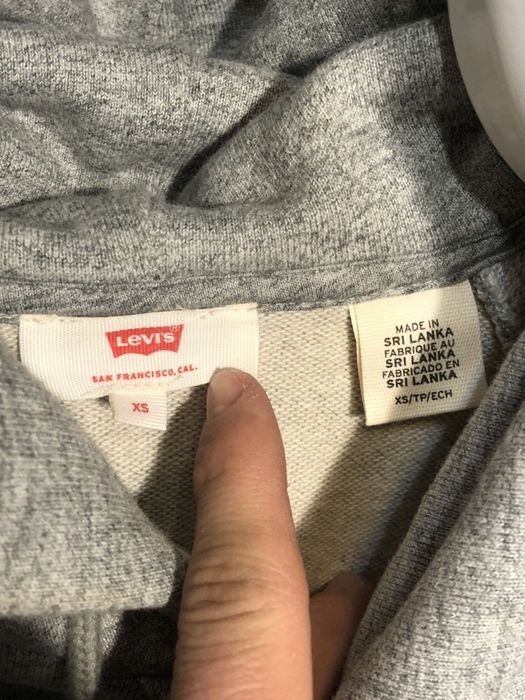 LEVI'S
SAN FRANCISCO, CAL.
XS
MADE IN
SRI LANKA
FABRIQUE AU
SRI LANKA
FABRICADO EN
SRI LANKA
XS/TP/ECH